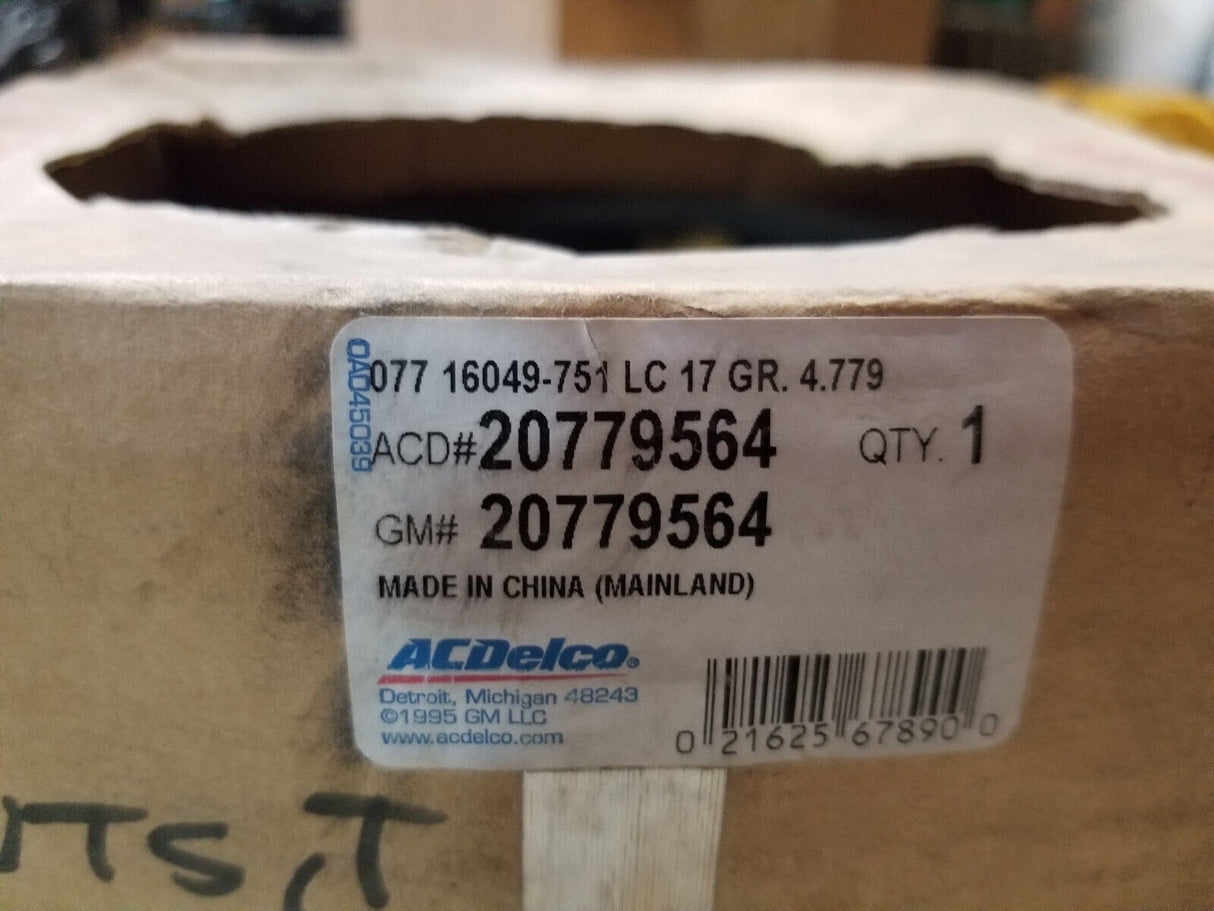 077 16049-751 LC 17 GR. 4.779
0AD45039
ACD# 20779564 QTY. 1
GM# 20779564
MADE IN CHINA (MAINLAND)
ACDelco®
Detroit, Michigan 48243
©1995 GM LLC
www.acdelco.com
0 21625 67890 0